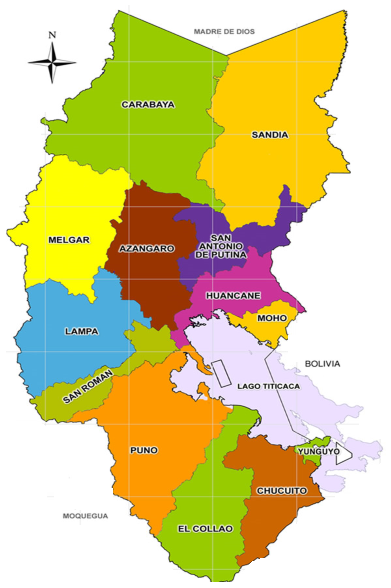 MADRE DE DIOS
N
CARABAYA
SANDIA
MELGAR
AZANGARO
SAN
ANTONIO
DE PUTINA
HUANCANE
MOHO
LAMPA
BOLIVIA
SAN ROMAN
LAGO TITICACA
PUNO
YUNGUYO
CHUCUITO
MOQUEGUA
EL COLLAO